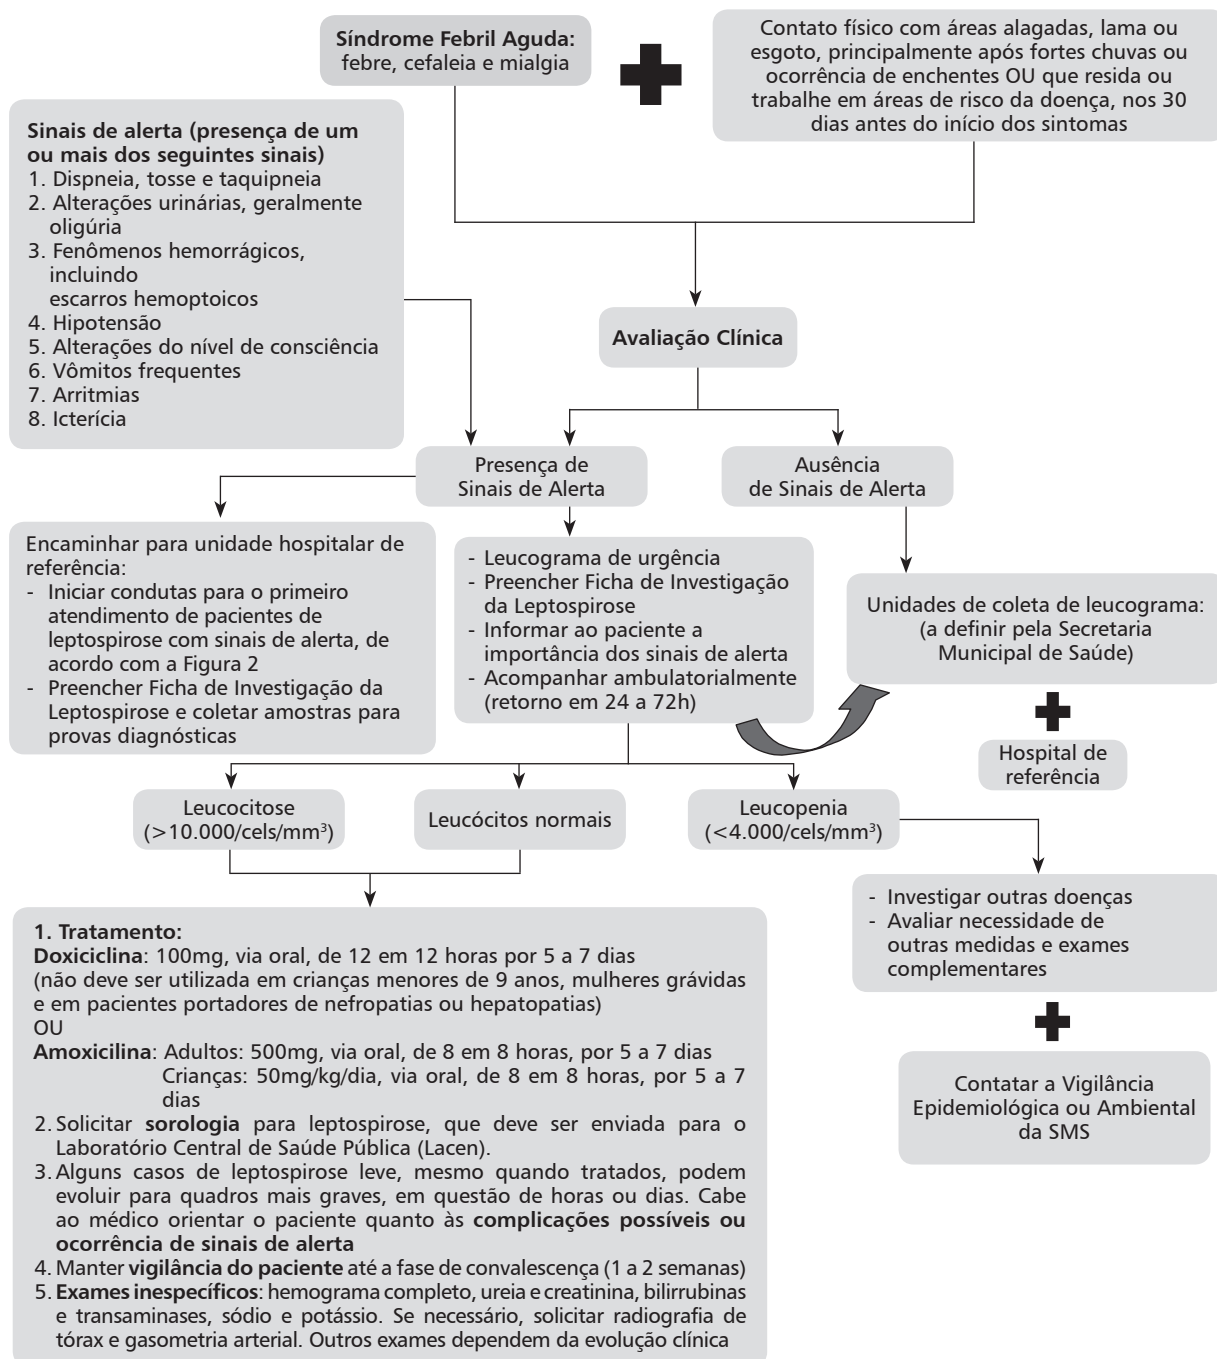 Síndrome Febril Aguda:
febre, cefaleia e mialgia
Contato físico com áreas alagadas, lama ou
esgoto, principalmente após fortes chuvas ou
ocorrência de enchentes OU que resida ou
trabalhe em áreas de risco da doença, nos 30
dias antes do início dos sintomas
Sinais de alerta (presença de um
ou mais dos seguintes sinais)
1. Dispneia, tosse e taquipneia
2. Alterações urinárias, geralmente
oligúria
3. Fenômenos hemorrágicos,
incluindo
escarros hemoptoicos
4. Hipotensão
5. Alterações do nível de consciência
6. Vômitos frequentes
7. Arritmias
8. Icterícia
Avaliação Clínica
Presença de
Sinais de Alerta
Ausência
de Sinais de Alerta
Encaminhar para unidade hospitalar de
referência:
- Iniciar condutas para o primeiro
atendimento de pacientes de
leptospirose com sinais de alerta, de
acordo com a Figura 2
- Preencher Ficha de Investigação da
Leptospirose e coletar amostras para
provas diagnósticas
- Leucograma de urgência
- Preencher Ficha de Investigação
da Leptospirose
- Informar ao paciente a
importância dos sinais de alerta
- Acompanhar ambulatorialmente
(retorno em 24 a 72h)
Unidades de coleta de leucograma:
(a definir pela Secretaria
Municipal de Saúde)
Hospital de
referência
Leucocitose
(>10.000/cels/mm³)
Leucócitos normais
Leucopenia
(<4.000/cels/mm³)
- Investigar outras doenças
- Avaliar necessidade de
outras medidas e exames
complementares
Contatar a Vigilância
Epidemiológica ou Ambiental
da SMS
1. Tratamento:
Doxiciclina: 100mg, via oral, de 12 em 12 horas por 5 a 7 dias
(não deve ser utilizada em crianças menores de 9 anos, mulheres grávidas
e em pacientes portadores de nefropatias ou hepatopatias)
OU
Amoxicilina: Adultos: 500mg, via oral, de 8 em 8 horas, por 5 a 7 dias
Crianças: 50mg/kg/dia, via oral, de 8 em 8 horas, por 5 a 7
dias
2. Solicitar sorologia para leptospirose, que deve ser enviada para o
Laboratório Central de Saúde Pública (Lacen).
3. Alguns casos de leptospirose leve, mesmo quando tratados, podem
evoluir para quadros mais graves, em questão de horas ou dias. Cabe
ao médico orientar o paciente quanto às complicações possíveis ou
ocorrência de sinais de alerta
4. Manter vigilância do paciente até a fase de convalescença (1 a 2 semanas)
5. Exames inespecíficos: hemograma completo, ureia e creatinina, bilirrubinas
e transaminases, sódio e potássio. Se necessário, solicitar radiografia de
tórax e gasometria arterial. Outros exames dependem da evolução clínica